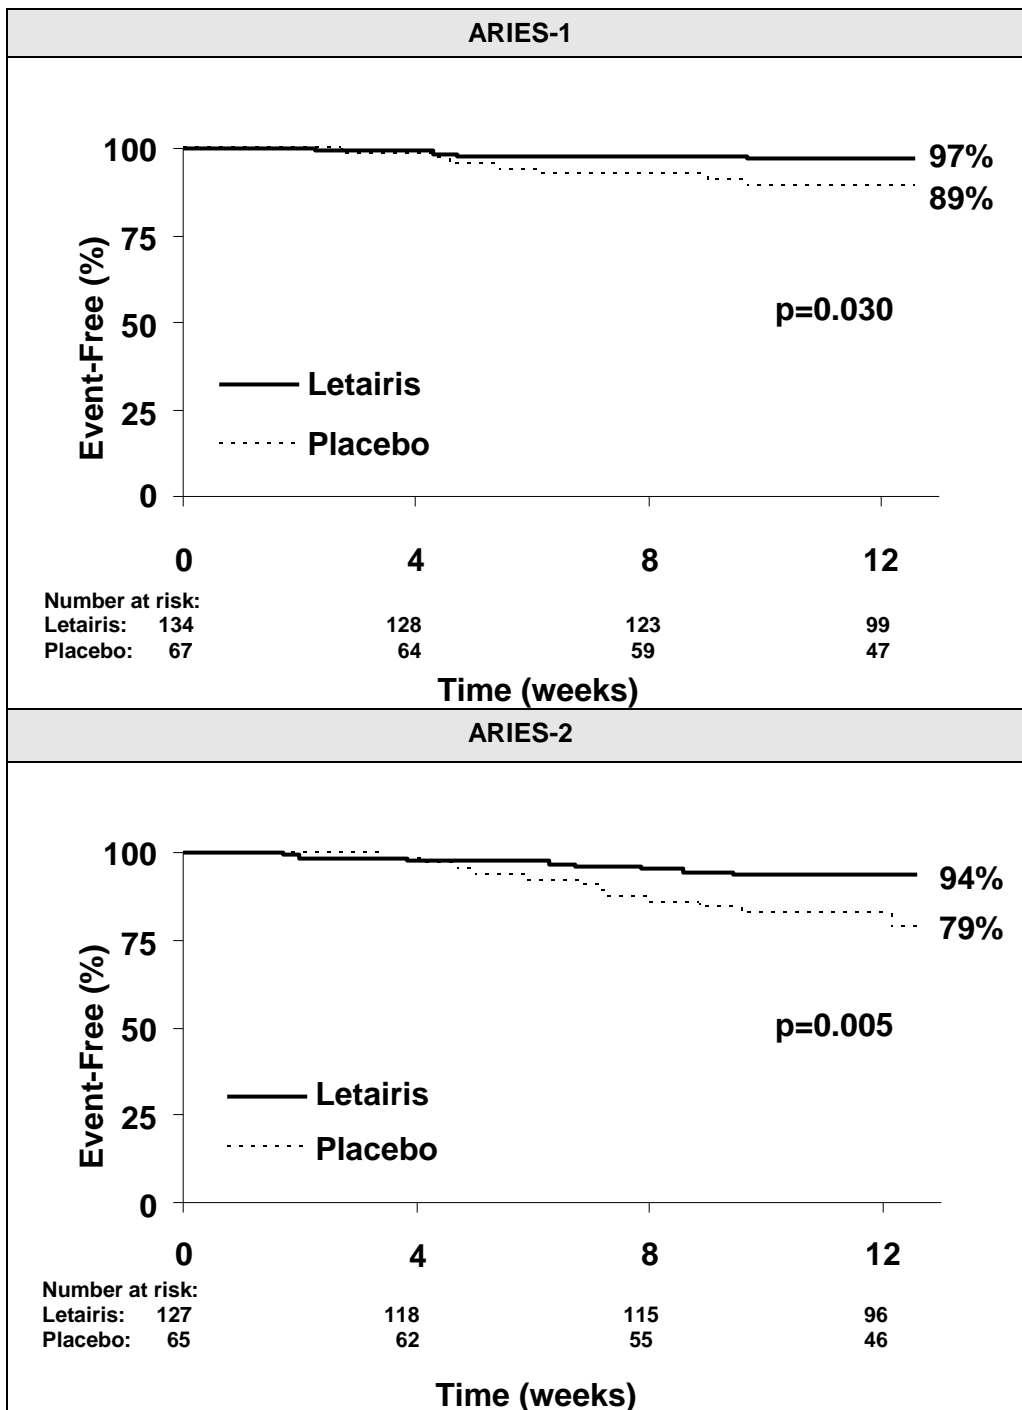 ARIES-1
100
97%
89%
75
Event-Free (%)
p=0.030
50
Letairis
25
Placebo
0
0 4 8 12
Number at risk:
Letairis: 134 128 123 99
Placebo: 67 64 59 47
Time (weeks)
ARIES-2
100
94%
79%
75
Event-Free (%)
p=0.005
50
Letairis
25
Placebo
0
0 4 8 12
Number at risk:
Letairis: 127 118 115 96
Placebo: 65 62 55 46
Time (weeks)